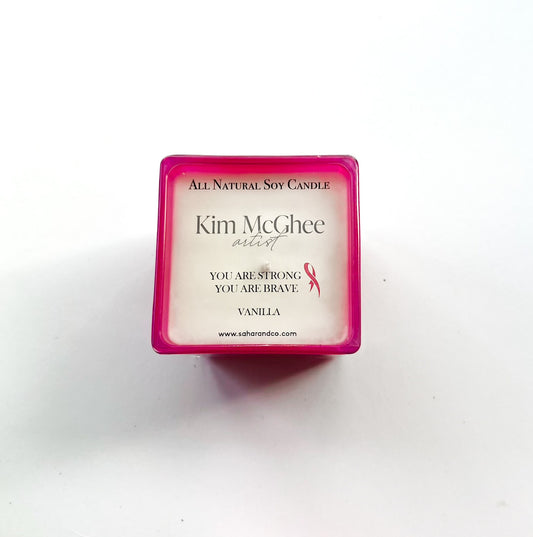 ALL NATURAL SOY CANDLE
Kim McGhee
artist
YOU ARE STRONG
YOU ARE BRAVE
VANILLA
www.saharandco.com